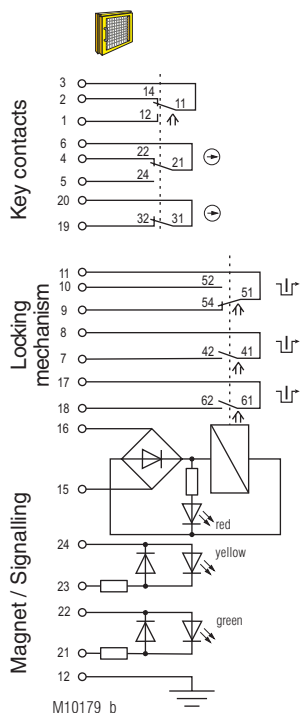 Key contacts
3
2 14
11
1 12
6
4 22
21
5 24
20
19 32 31
Locking mechanism
11
10 52
51
9 54
8
7 42 41
17
18 62 61
Magnet / Signalling
16
15
red
24
yellow
23
22
green
21
12
M10179_b